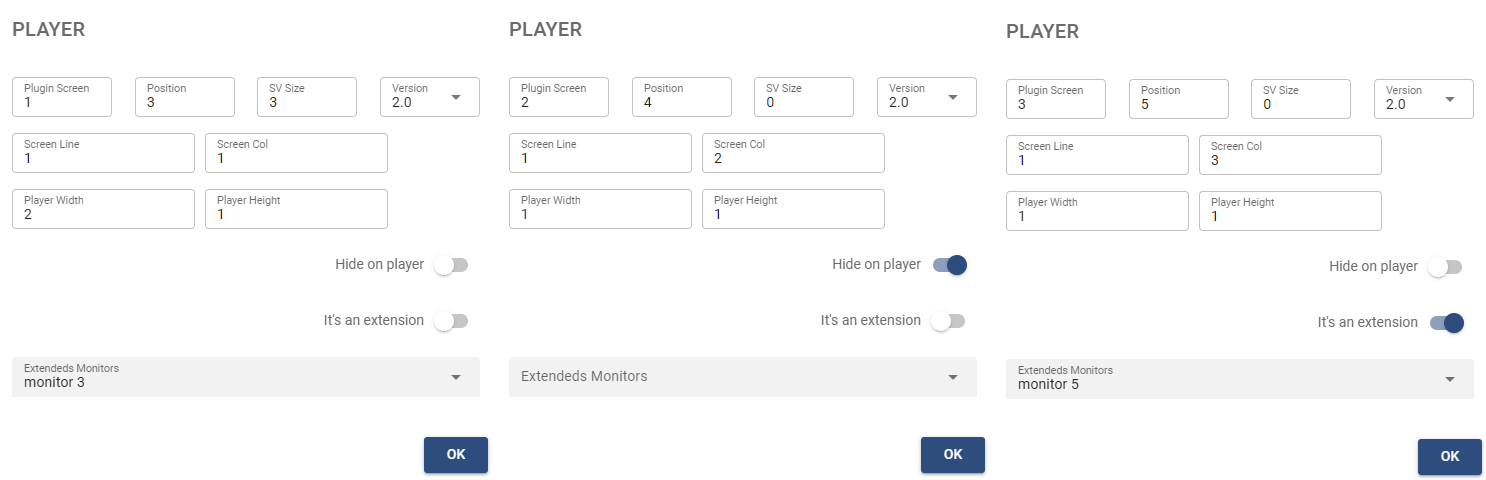 PLAYER
Plugin Screen
1
Position
3
SV Size
3
Version
2.0
Screen Line
1
Screen Col
1
Player Width
2
Player Height
1
Hide on player
It's an extension
Extendeds Monitors
monitor 3
OK
PLAYER
Plugin Screen
2
Position
4
SV Size
0
Version
2.0
Screen Line
1
Screen Col
2
Player Width
1
Player Height
1
Hide on player
It's an extension
Extendeds Monitors
OK
PLAYER
Plugin Screen
3
Position
5
SV Size
0
Version
2.0
Screen Line
1
Screen Col
3
Player Width
1
Player Height
1
Hide on player
It's an extension
Extendeds Monitors
monitor 5
OK